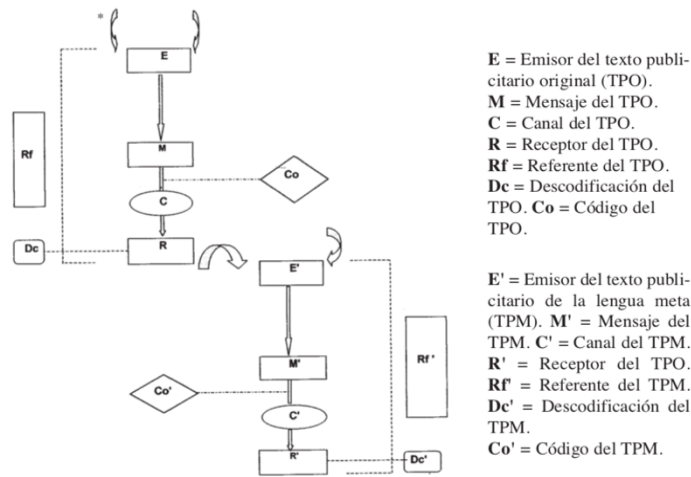 *
E
Rf
M
Co
C
Dc
R
E'
M'
Rf '
Co'
C'
R'
Dc'
E = Emisor del texto publi-
citario original (TPO).
M = Mensaje del TPO.
C = Canal del TPO.
R = Receptor del TPO.
Rf = Referente del TPO.
Dc = Descodificación del
TPO. Co = Código del
TPO.
E' = Emisor del texto publi-
citario de la lengua meta
(TPM). M' = Mensaje del
TPM. C' = Canal del TPM.
R' = Receptor del TPO.
Rf' = Referente del TPM.
Dc' = Descodificación del
TPM.
Co' = Código del TPM.